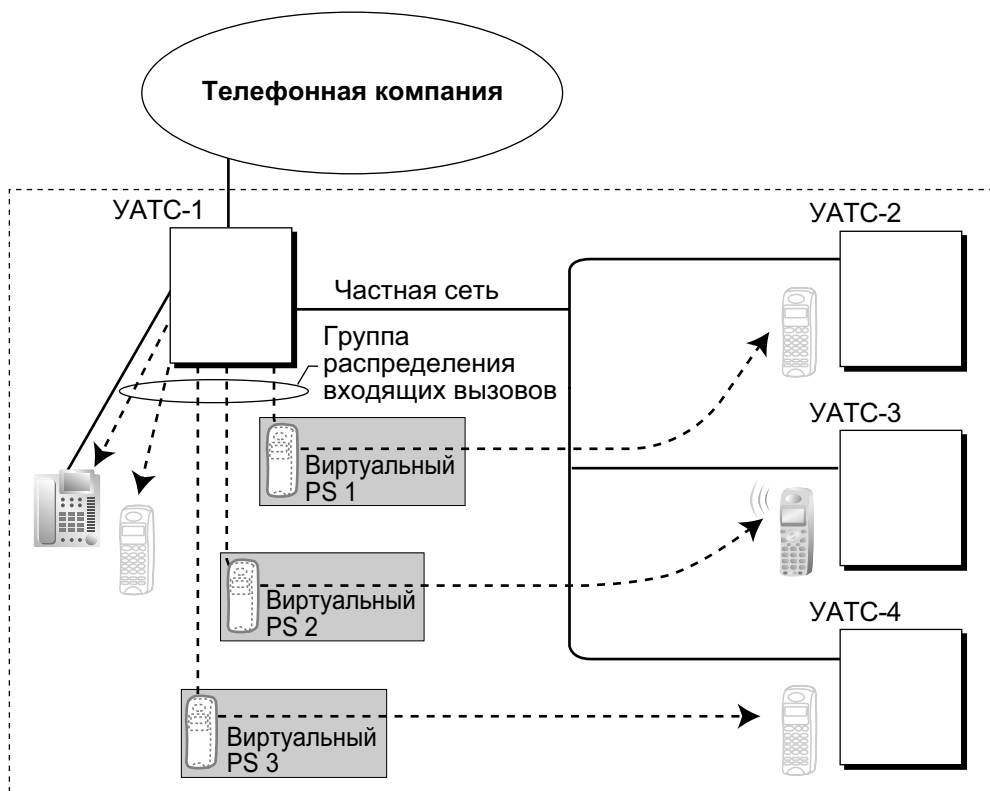 Телефонная компания
УАТС-1
УАТС-2
Частная сеть
Группа
распределения
входящих вызовов
УАТС-3
Виртуальный
PS 1
Виртуальный
PS 2
УАТС-4
Виртуальный
PS 3